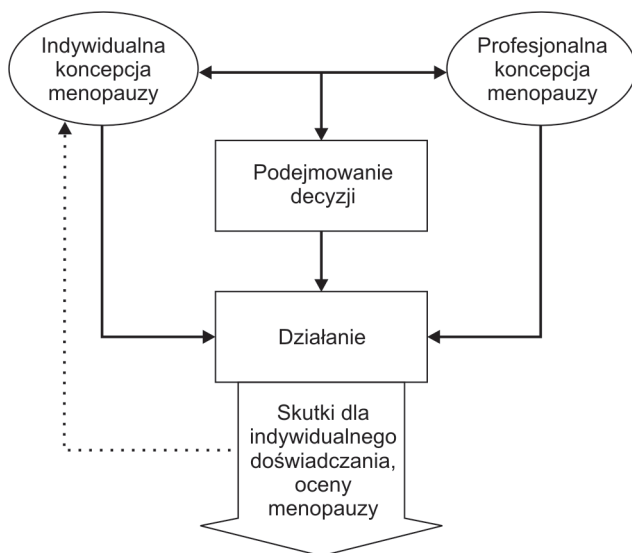 Indywidualna
koncepcja
menopauzy
Profesjonalna
koncepcja
menopauzy
Podejmowanie
decyzji
Działanie
Skutki dla
indywidualnego
doświadczania,
oceny
menopauzy